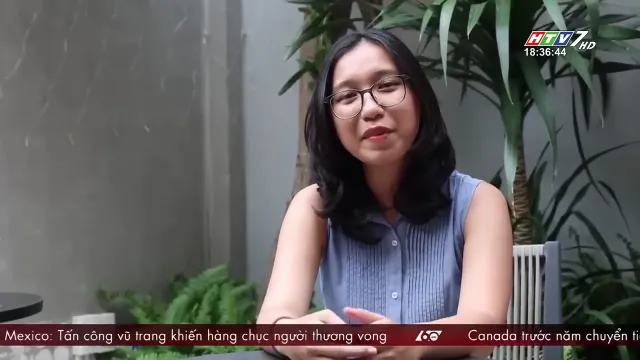 HTV7 HD
18:36:44
Mexico: Tấn công vũ trang khiến hàng chục người thương vong
Canada trước năm chuyển ti